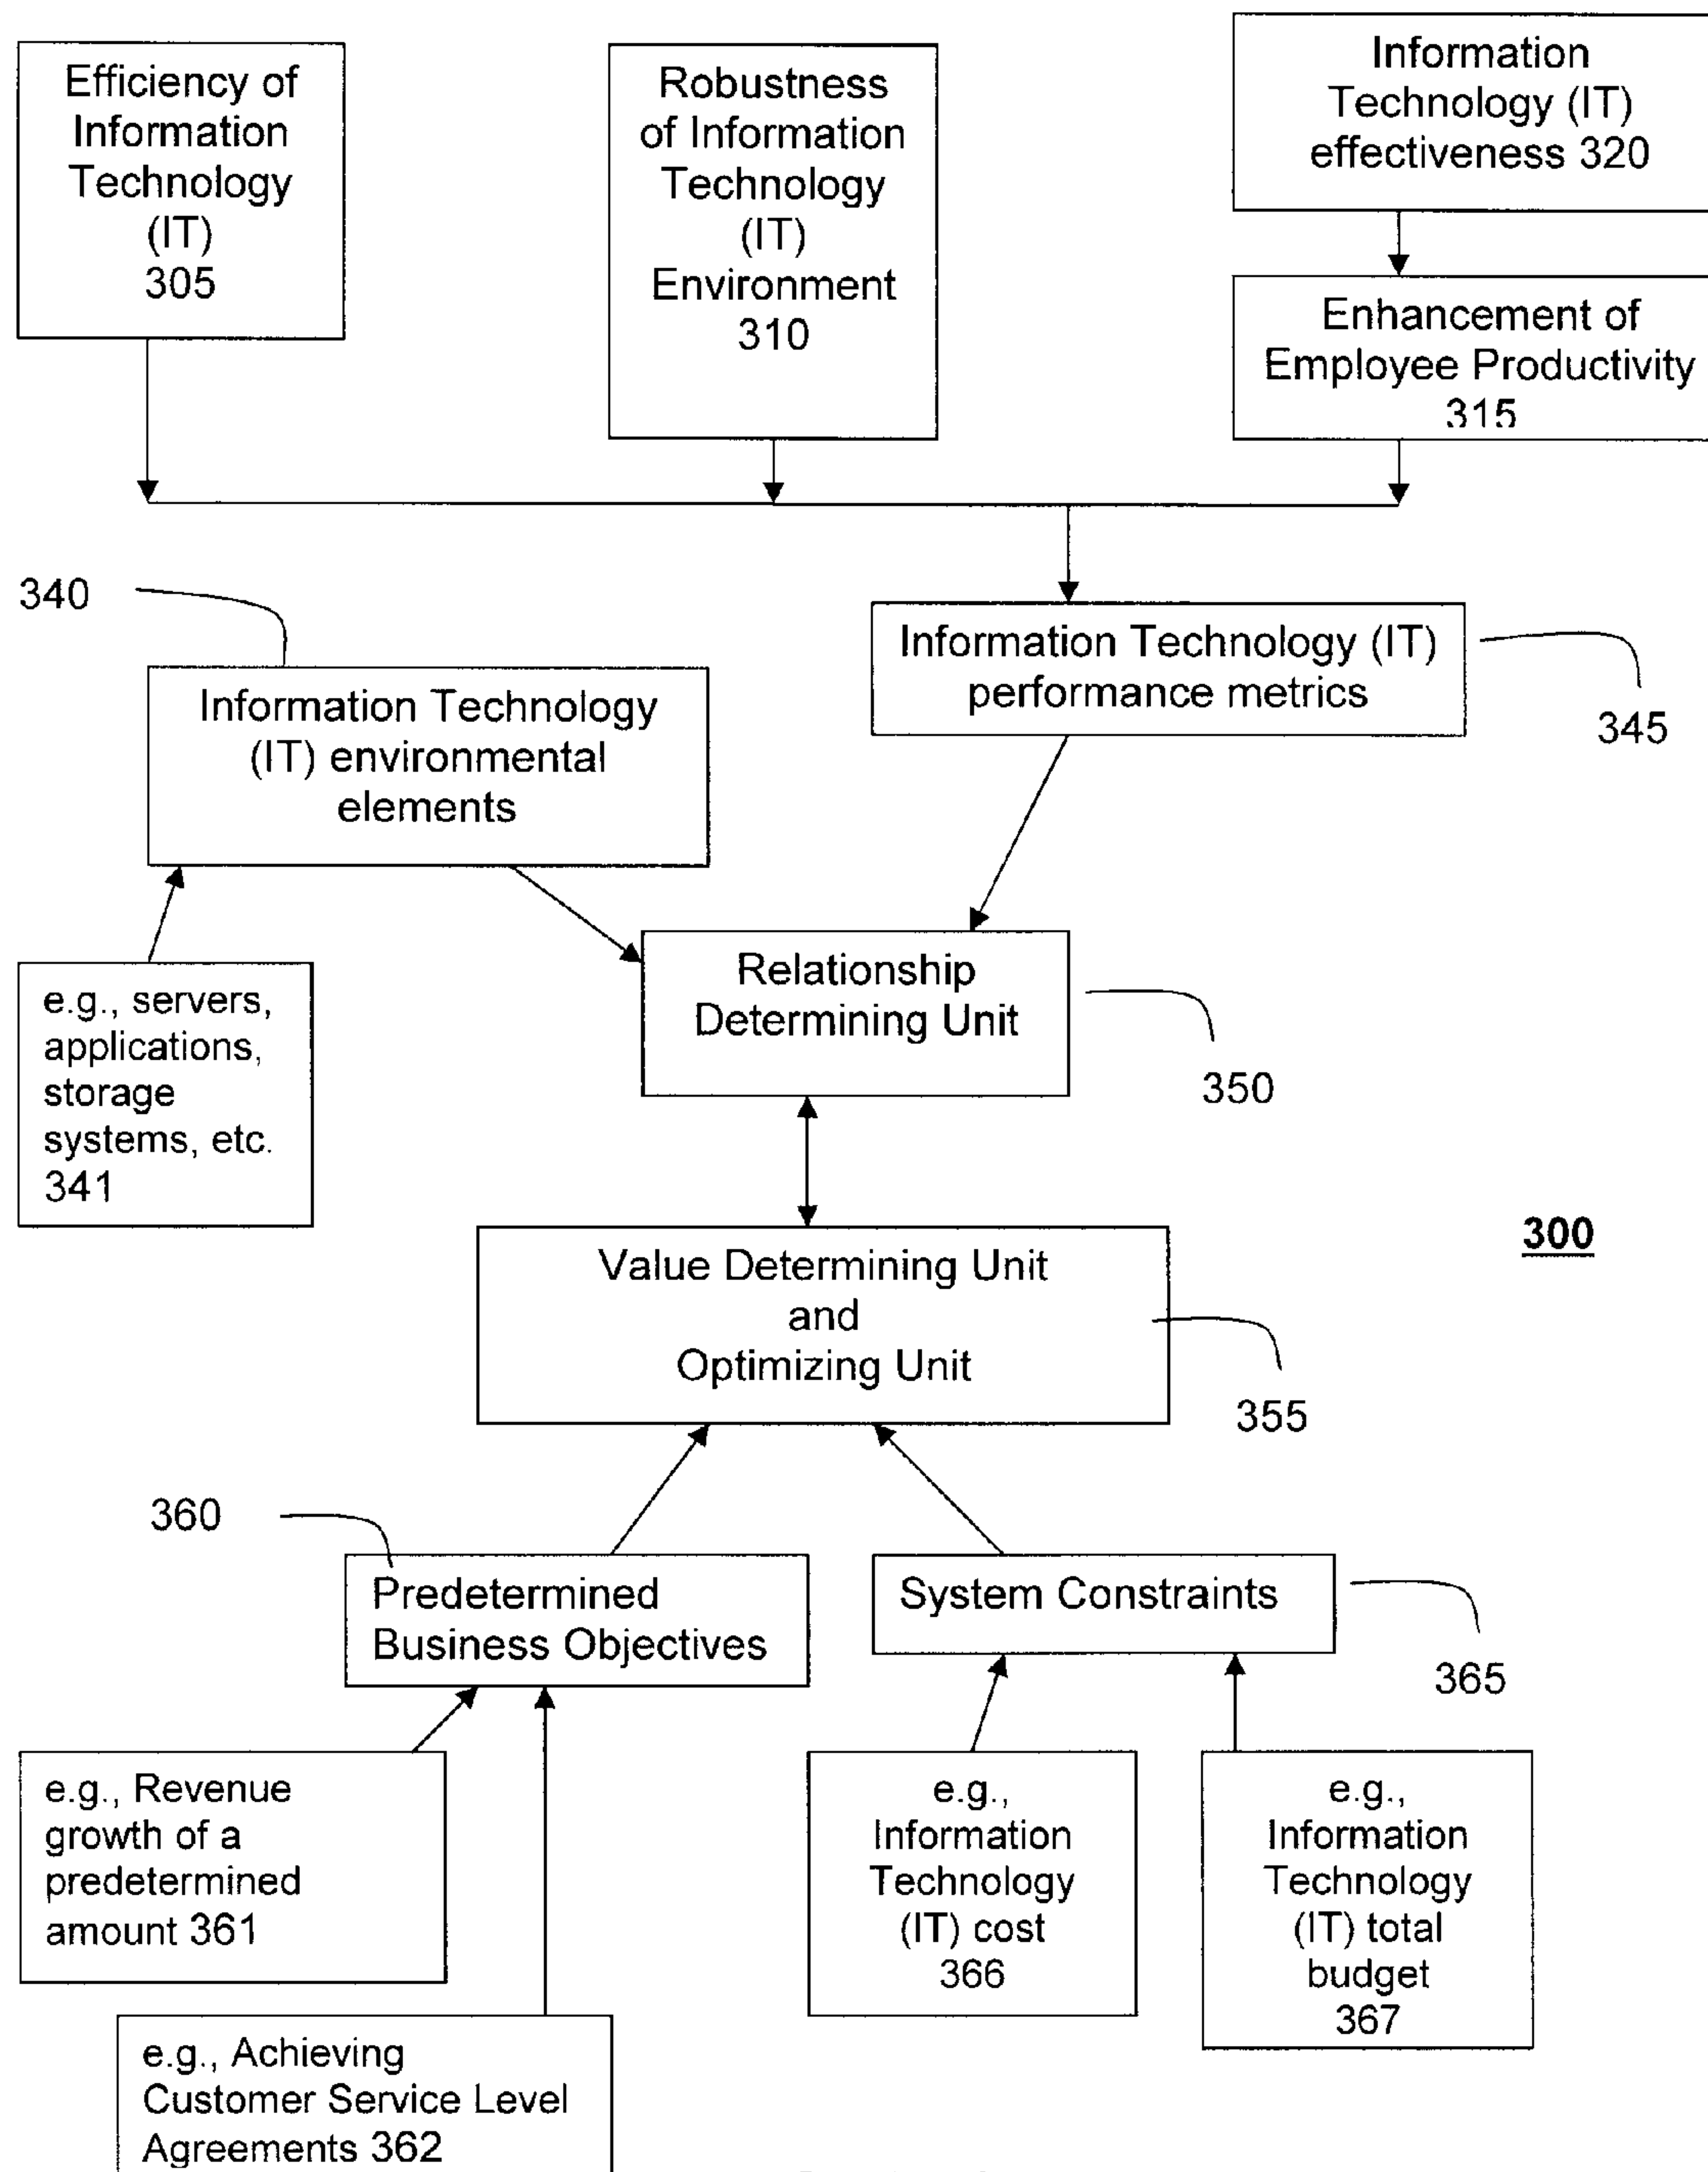 Efficiency of
Information
Technology
(IT)
305
Robustness
of Information
Technology
(IT)
Environment
310
Information
Technology (IT)
effectiveness 320
Enhancement of
Employee Productivity
315
340
Information Technology (IT)
performance metrics
345
Information Technology
(IT) environmental
elements
e.g., servers,
applications,
storage
systems, etc.
341
Relationship
Determining Unit
350
300
Value Determining Unit
and
Optimizing Unit
355
360
Predetermined
Business Objectives
System Constraints
365
e.g., Revenue
growth of a
predetermined
amount 361
e.g.,
Information
Technology
(IT) cost
366
e.g.,
Information
Technology
(IT) total
budget
367
e.g., Achieving
Customer Service Level
Agreements 362